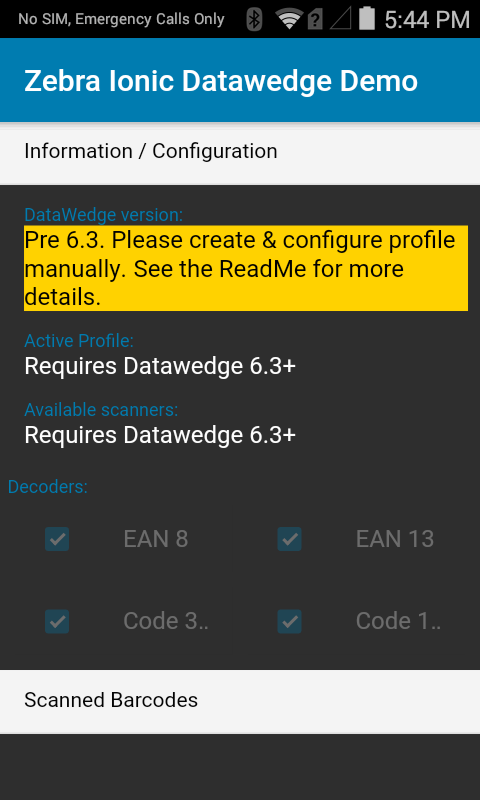 No SIM, Emergency Calls Only 5:44 PM
Zebra Ionic Datawedge Demo
Information / Configuration
DataWedge version:
Pre 6.3. Please create & configure profile
manually. See the ReadMe for more
details.
Active Profile:
Requires Datawedge 6.3+
Available scanners:
Requires Datawedge 6.3+
Decoders:
EAN 8 EAN 13
Code 3.. Code 1..
Scanned Barcodes